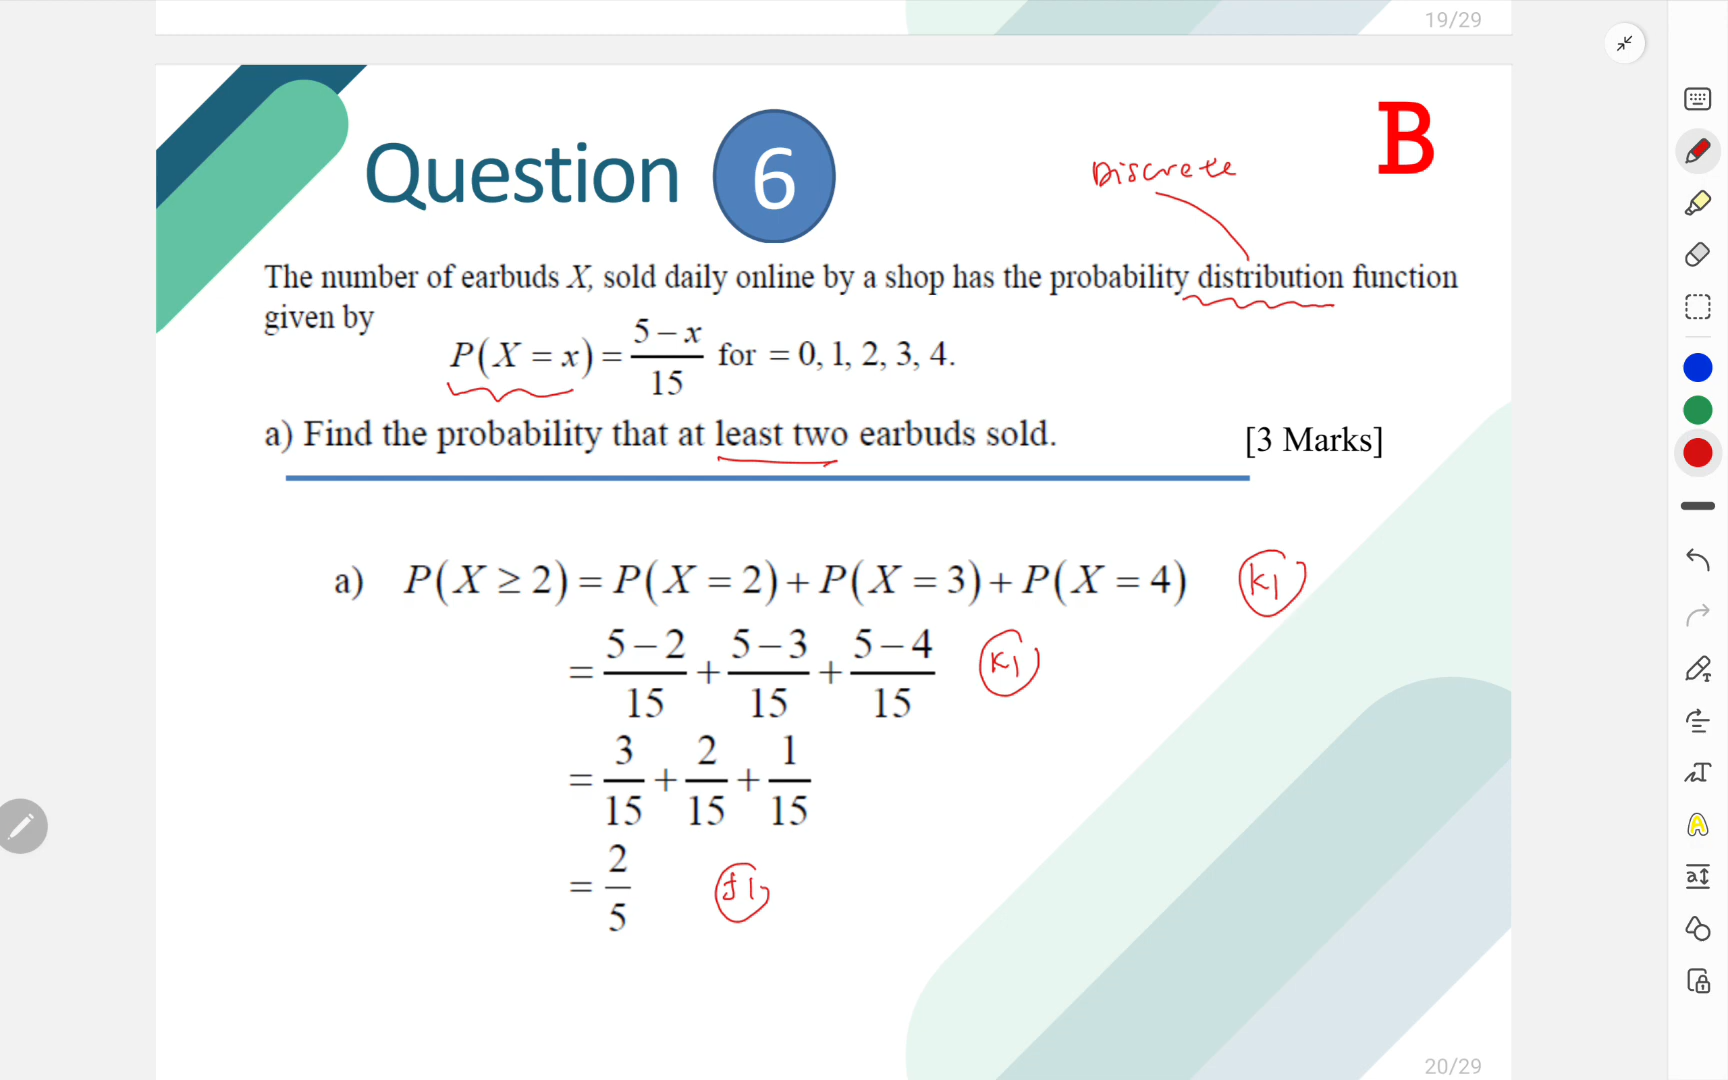 19/29
Question 6
B
Discrete
The number of earbuds X, sold daily online by a shop has the probability distribution function
given by
P(X = x) = (5 − x)/15 for = 0, 1, 2, 3, 4.
a) Find the probability that at least two earbuds sold. [3 Marks]
a) P(X ≥ 2) = P(X = 2) + P(X = 3) + P(X = 4) K1
= (5 − 2)/15 + (5 − 3)/15 + (5 − 4)/15 K1
= 3/15 + 2/15 + 1/15
= 2/5 J1
20/29